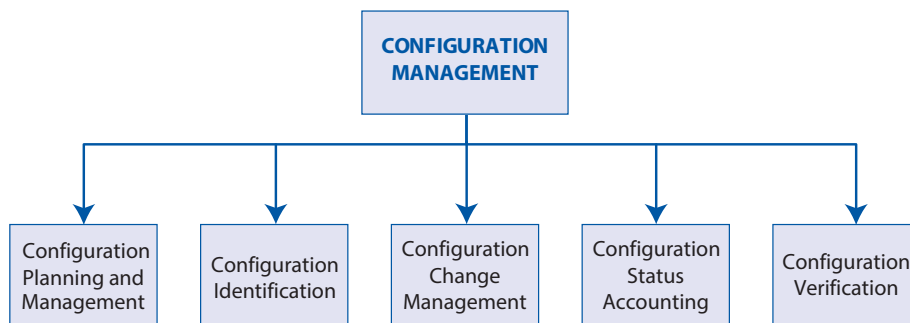 CONFIGURATION
MANAGEMENT
Configuration
Planning and
Management
Configuration
Identification
Configuration
Change
Management
Configuration
Status
Accounting
Configuration
Verification